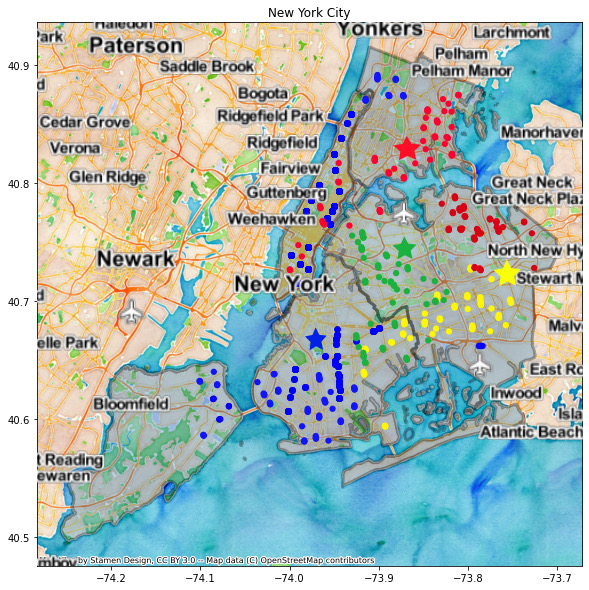 New York City
Haledon
Park
Paterson
Yonkers
Larchmont
Pelham
Saddle Brook
Pelham Manor
40.9
d
Bogota
Cedar Grove
Ridgefield Park
Manorhaven
Verona
Ridgefield
Glen Ridge
Fairview
Great Neck
40.8
Guttenberg
Great Neck Plaz
Weehawken
North New Hy
Newark
Stewart M
New York
d
40.7
Malv
elle Park
East Ro
Inwood
Bloomfield
Isla
40.6
Atlantic Beach
t Reading
ewaren
40.5
mboy
by Stamen Design, CC BY 3.0 -- Map data (C) OpenStreetMap contributors
−74.2
−74.1
−74.0
−73.9
−73.8
−73.7